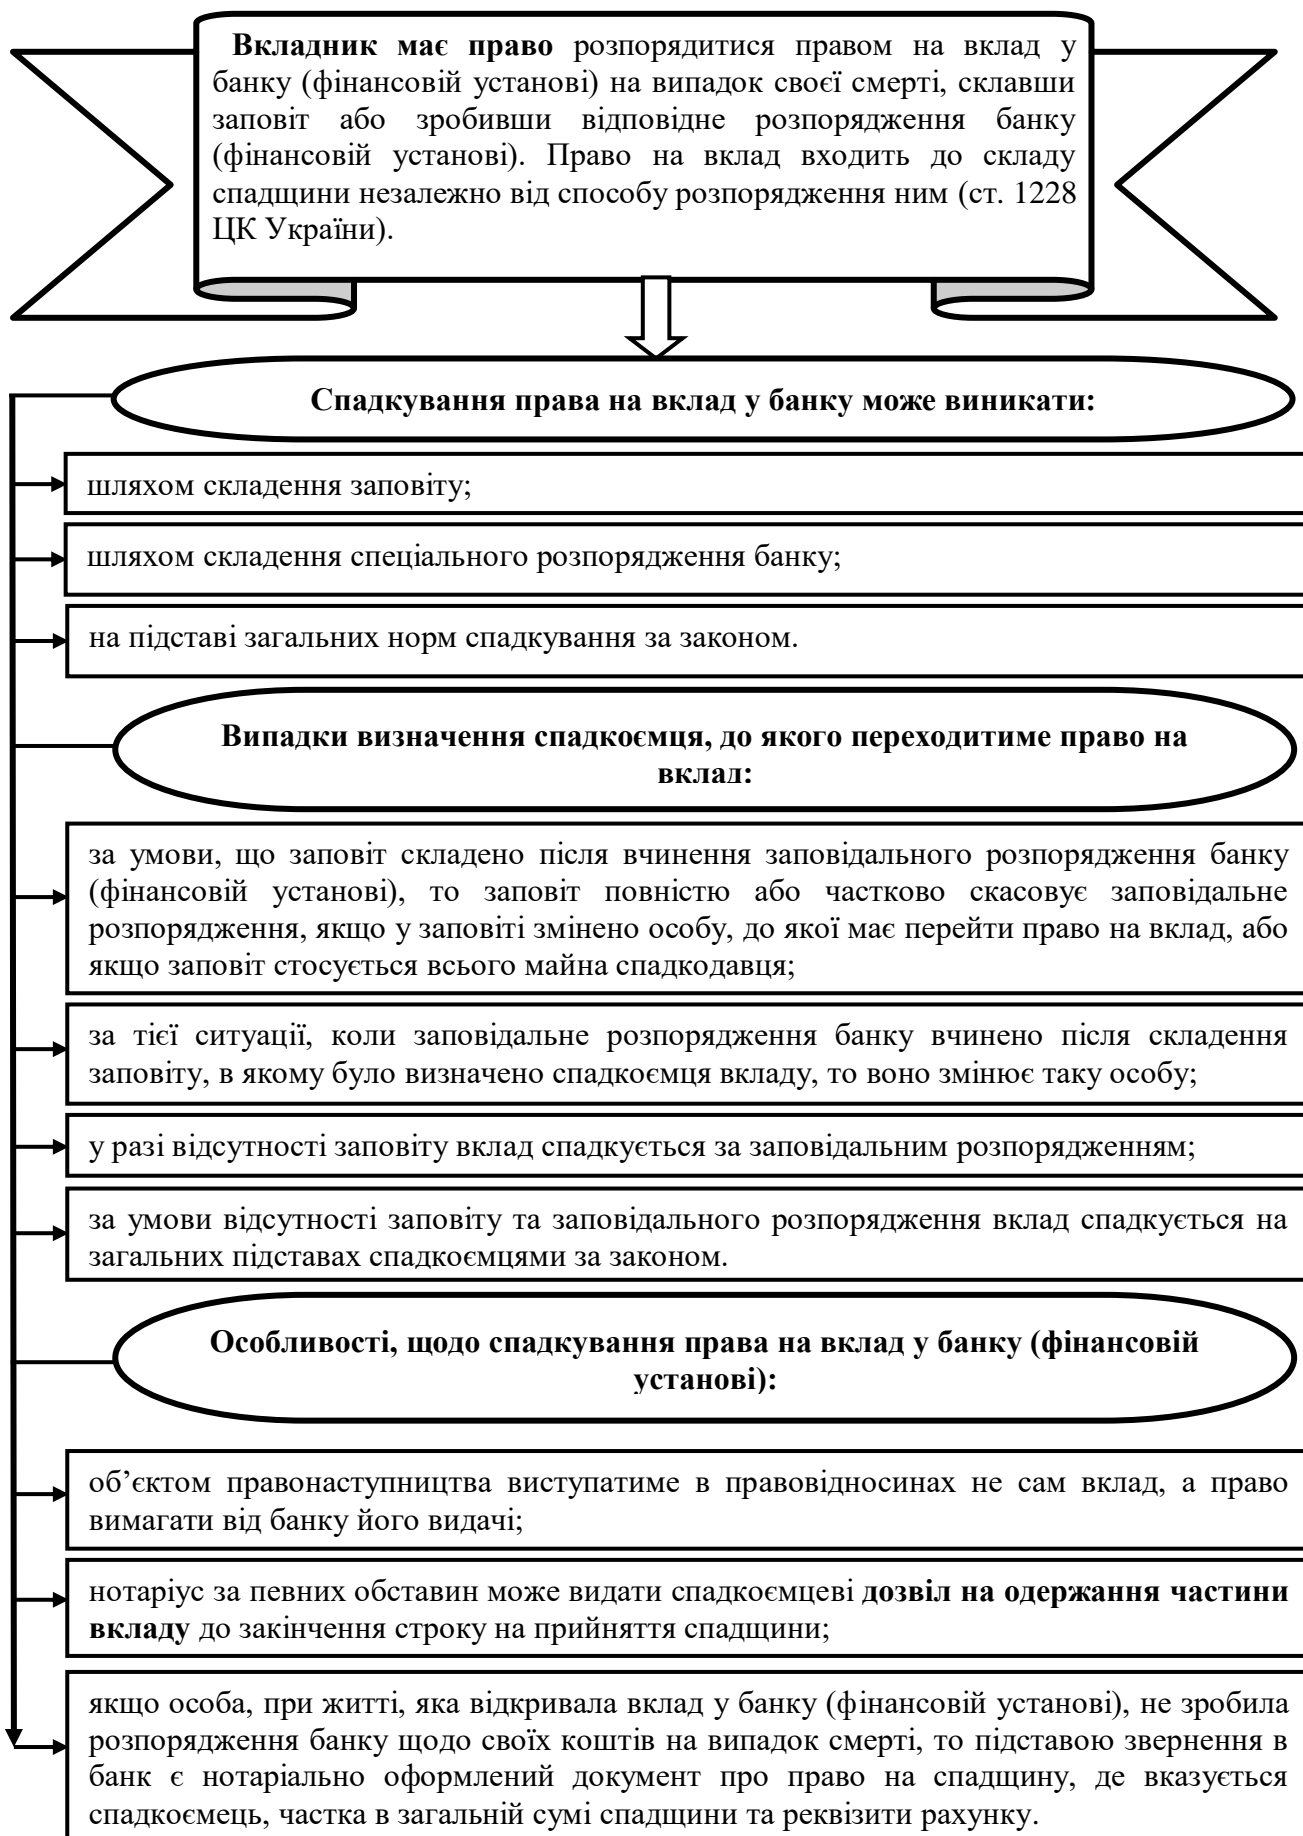 Вкладник має право розпорядитися правом на вклад у
банку (фінансовій установі) на випадок своєї смерті, склавши
заповіт або зробивши відповідне розпорядження банку
(фінансовій установі). Право на вклад входить до складу
спадщини незалежно від способу розпорядження ним (ст. 1228
ЦК України).
Спадкування права на вклад у банку може виникати:
шляхом складення заповіту;
шляхом складення спеціального розпорядження банку;
на підставі загальних норм спадкування за законом.
Випадки визначення спадкоємця, до якого переходитиме право на
вклад:
за умови, що заповіт складено після вчинення заповідального розпорядження банку
(фінансовій установі), то заповіт повністю або частково скасовує заповідальне
розпорядження, якщо у заповіті змінено особу, до якої має перейти право на вклад, або
якщо заповіт стосується всього майна спадкодавця;
за тієї ситуації, коли заповідальне розпорядження банку вчинено після складення
заповіту, в якому було визначено спадкоємця вкладу, то воно змінює таку особу;
у разі відсутності заповіту вклад спадкується за заповідальним розпорядженням;
за умови відсутності заповіту та заповідального розпорядження вклад спадкується на
загальних підставах спадкоємцями за законом.
Особливості, щодо спадкування права на вклад у банку (фінансовій
установі):
об’єктом правонаступництва виступатиме в правовідносинах не сам вклад, а право
вимагати від банку його видачі;
нотаріус за певних обставин може видати спадкоємцеві дозвіл на одержання частини
вкладу до закінчення строку на прийняття спадщини;
якщо особа, при житті, яка відкривала вклад у банку (фінансовій установі), не зробила
розпорядження банку щодо своїх коштів на випадок смерті, то підставою звернення в
банк є нотаріально оформлений документ про право на спадщину, де вказується
спадкоємець, частка в загальній сумі спадщини та реквізити рахунку.